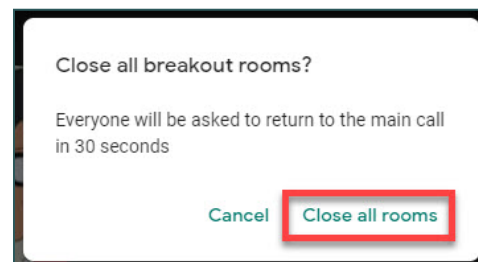 Close all breakout rooms?
Everyone will be asked to return to the main call
in 30 seconds
Cancel Close all rooms